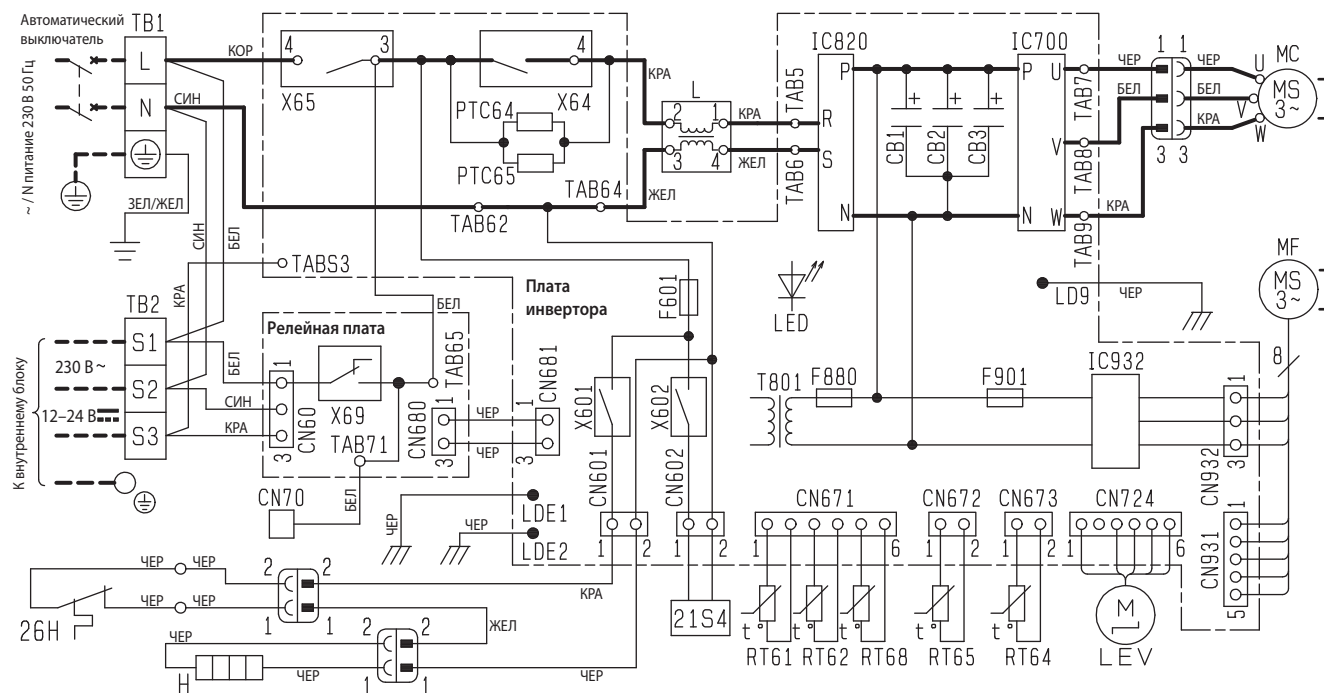 Автоматический
выключатель
TB1
L
N
~ / N питание 230 В 50 Гц
КОР
СИН
ЗЕЛ/ЖЕЛ
СИН
БЕЛ
КРА
4
3
X65
4
X64
PTC64
PTC65
TAB62
TAB64
TABS3
КРА
ЖЕЛ
L
2
1
3
4
КРА
ЖЕЛ
TAB5
TAB6
IC820
P
R
S
N
CB1
CB2
CB3
+
+
+
IC700
P
U
V
N
W
TAB7
TAB8
TAB9
ЧЕР
БЕЛ
КРА
1
1
3
3
ЧЕР
БЕЛ
КРА
U
V
W
MC
MS
3~
MF
MS
3~
8
LED
LD9
ЧЕР
Плата
инвертора
F601
TB2
S1
S2
S3
К внутреннему блоку
230 В ~
12–24 В
БЕЛ
СИН
КРА
Релейная плата
1
CN60
3
X69
TAB71
БЕЛ
TAB65
CN680
1
3
ЧЕР
ЧЕР
CN681
1
3
X601
X602
CN601
CN602
1
2
1
2
T801
F880
F901
IC932
1
CN932
3
CN931
1
5
CN70
БЕЛ
ЧЕР
ЧЕР
LDE1
LDE2
CN671
1
6
CN672
1
2
CN673
1
2
CN724
1
6
t°
RT61
t°
RT62
RT68
t°
RT65
t°
RT64
M
LEV
21S4
26H
ЧЕР
ЧЕР
ЧЕР
ЧЕР
2
2
1
1
КРА
ЖЕЛ
ЧЕР
H
ЧЕР
2
2
1
1
ЧЕР